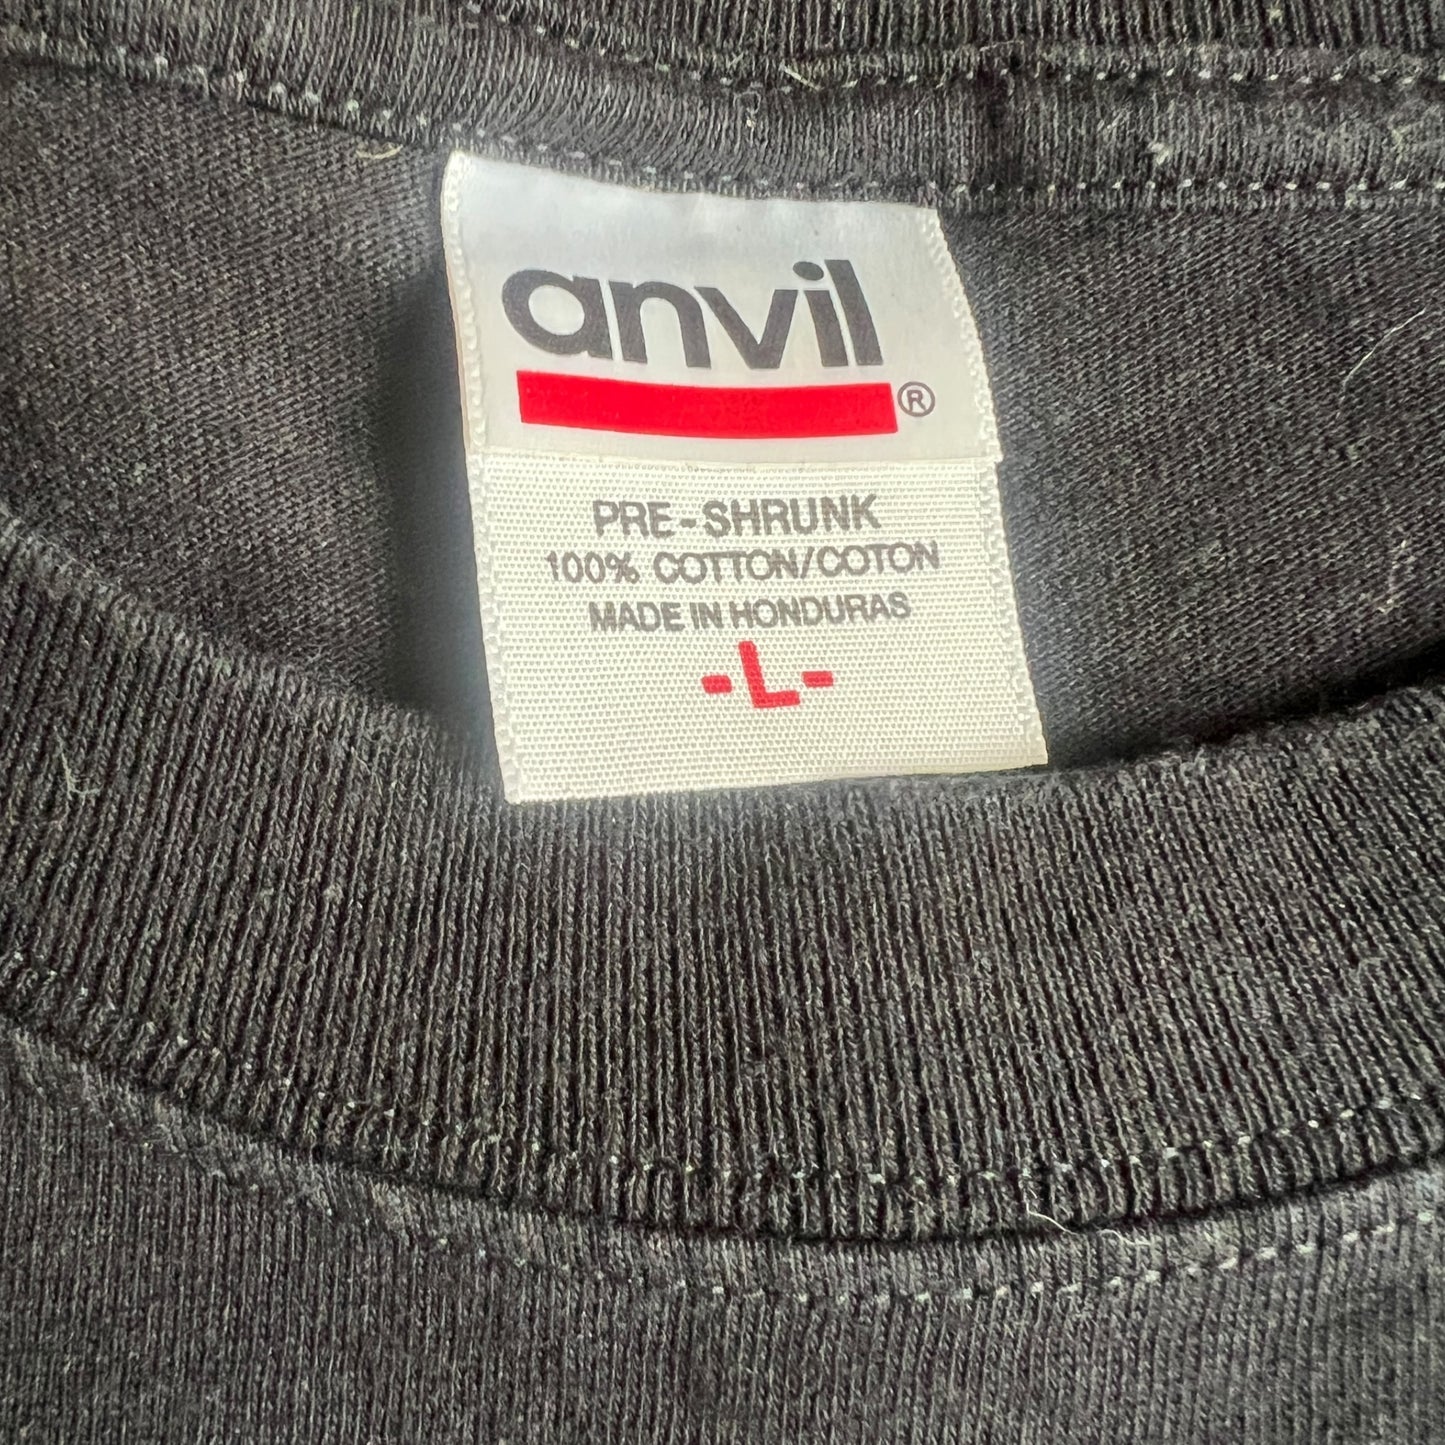 anvil
®
PRE-SHRUNK
100% COTTON/COTON
MADE IN HONDURAS
-L-